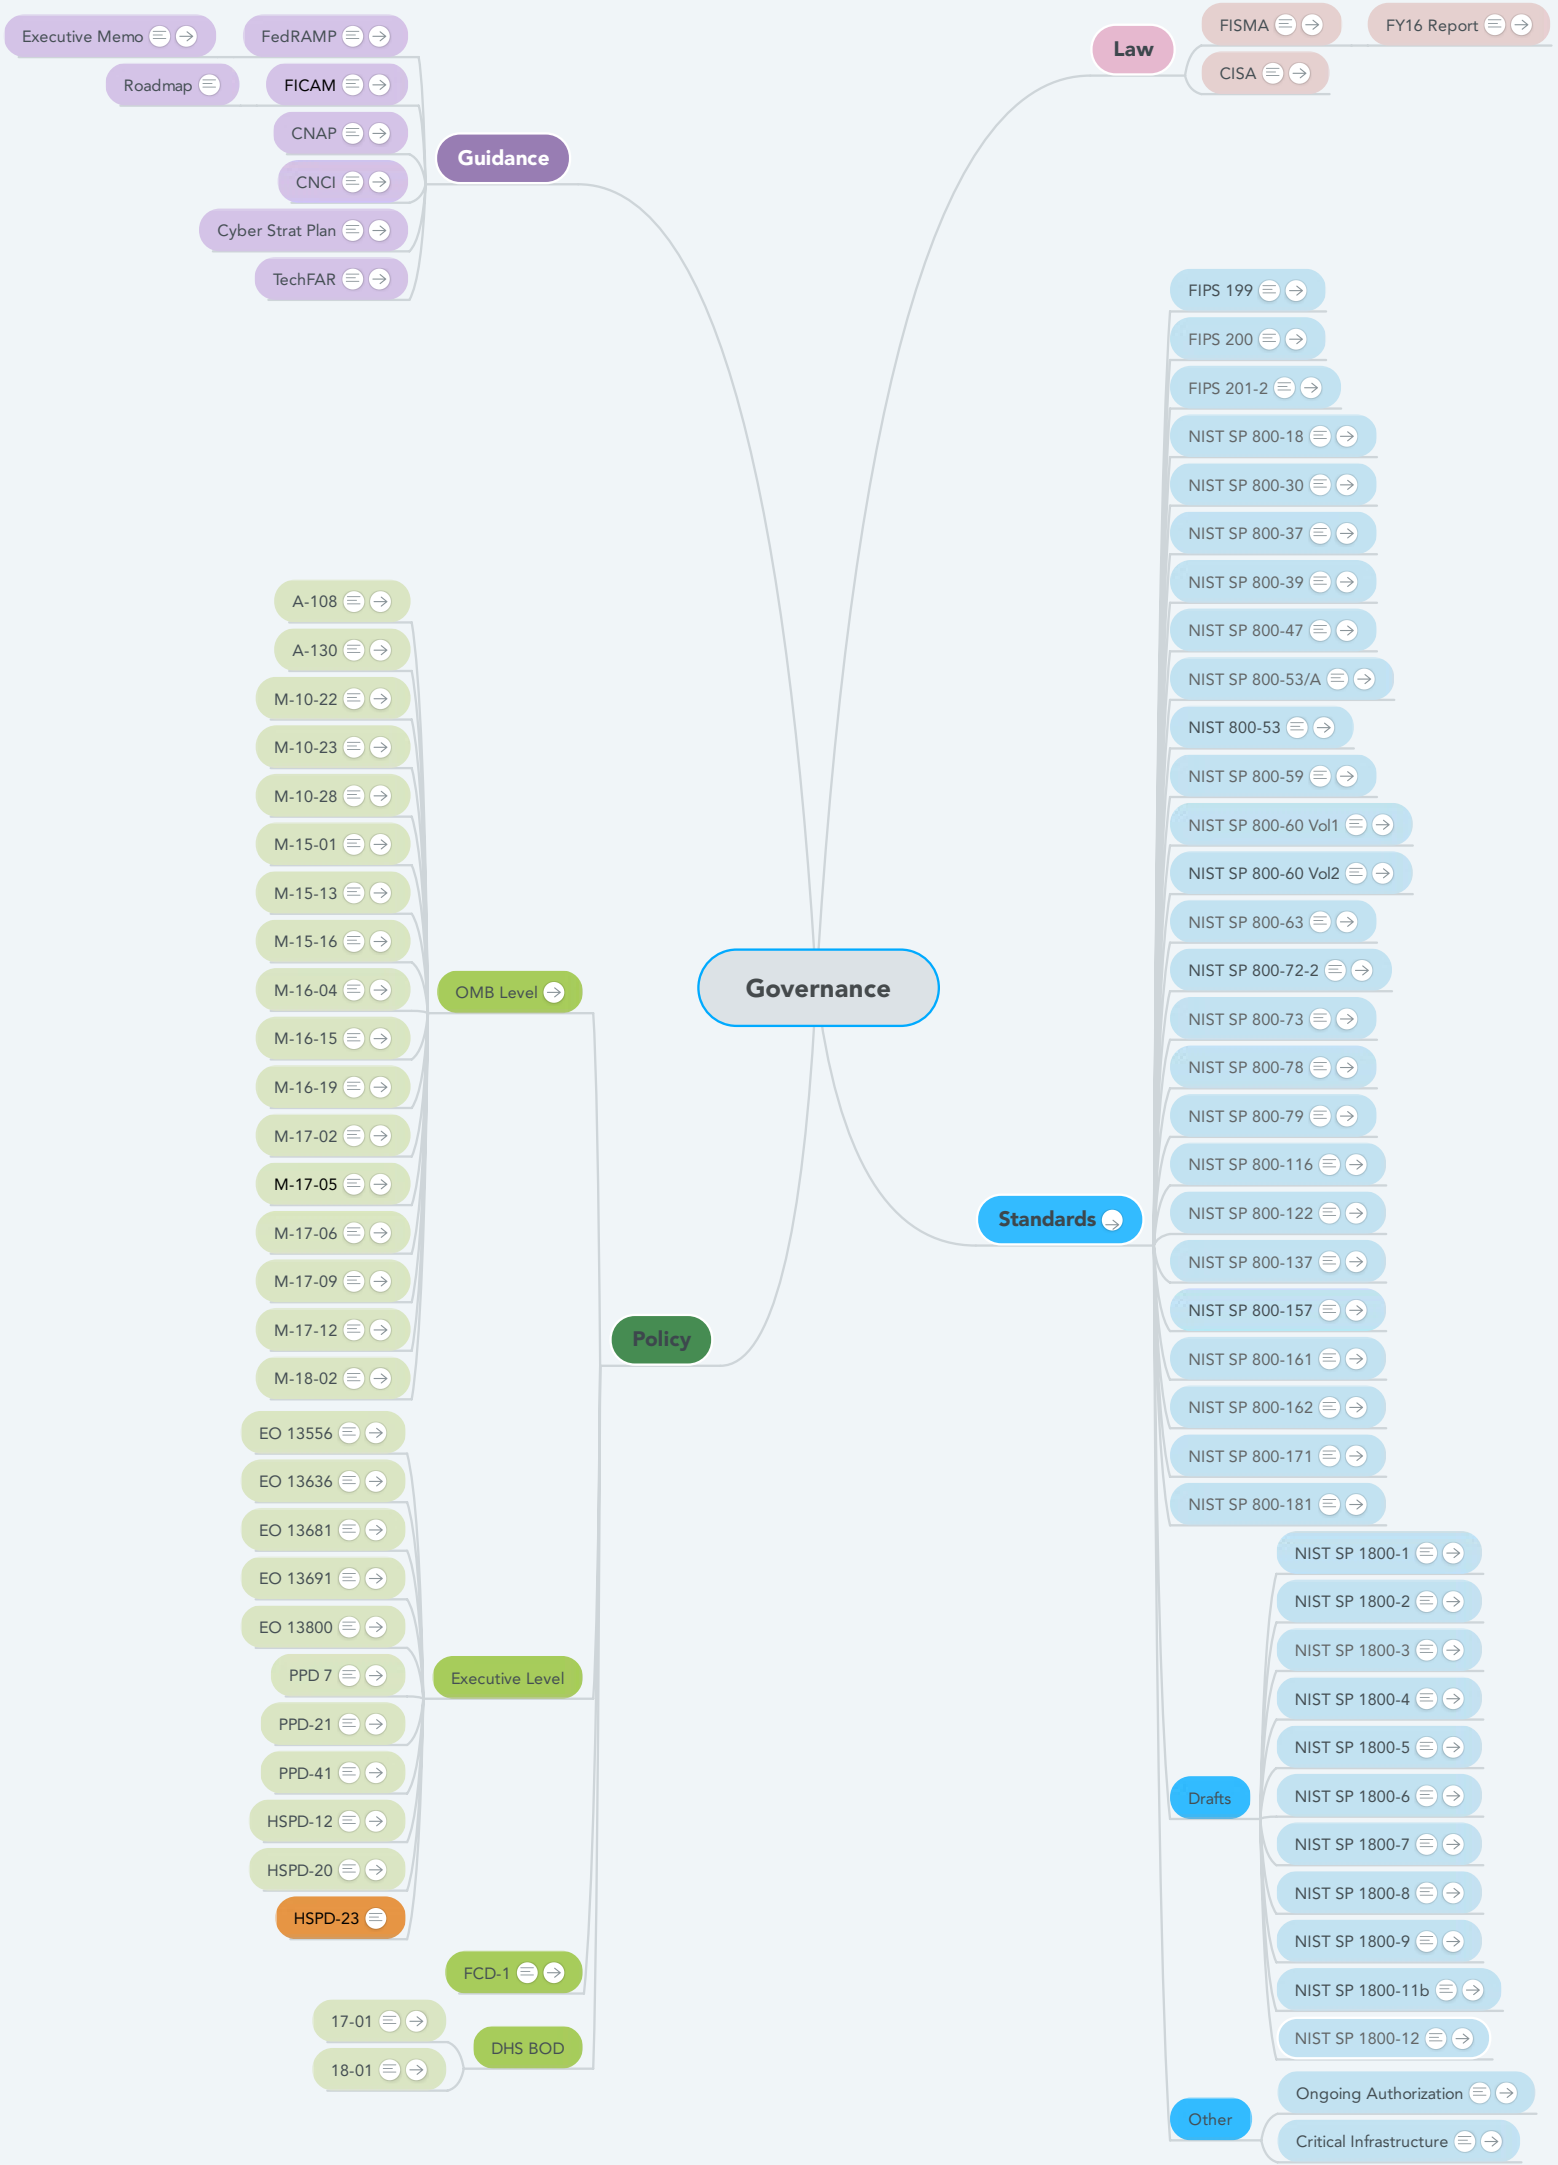 Executive Memo
FedRAMP
Roadmap
FICAM
CNAP
CNCI
Cyber Strat Plan
TechFAR
Guidance
Law
FISMA
FY16 Report
CISA
Governance
A-108
A-130
M-10-22
M-10-23
M-10-28
M-15-01
M-15-13
M-15-16
M-16-04
M-16-15
M-16-19
M-17-02
M-17-05
M-17-06
M-17-09
M-17-12
M-18-02
OMB Level
EO 13556
EO 13636
EO 13681
EO 13691
EO 13800
PPD 7
PPD-21
PPD-41
HSPD-12
HSPD-20
HSPD-23
Executive Level
FCD-1
17-01
18-01
DHS BOD
Policy
Standards
FIPS 199
FIPS 200
FIPS 201-2
NIST SP 800-18
NIST SP 800-30
NIST SP 800-37
NIST SP 800-39
NIST SP 800-47
NIST SP 800-53/A
NIST 800-53
NIST SP 800-59
NIST SP 800-60 Vol1
NIST SP 800-60 Vol2
NIST SP 800-63
NIST SP 800-72-2
NIST SP 800-73
NIST SP 800-78
NIST SP 800-79
NIST SP 800-116
NIST SP 800-122
NIST SP 800-137
NIST SP 800-157
NIST SP 800-161
NIST SP 800-162
NIST SP 800-171
NIST SP 800-181
Drafts
NIST SP 1800-1
NIST SP 1800-2
NIST SP 1800-3
NIST SP 1800-4
NIST SP 1800-5
NIST SP 1800-6
NIST SP 1800-7
NIST SP 1800-8
NIST SP 1800-9
NIST SP 1800-11b
NIST SP 1800-12
Other
Ongoing Authorization
Critical Infrastructure